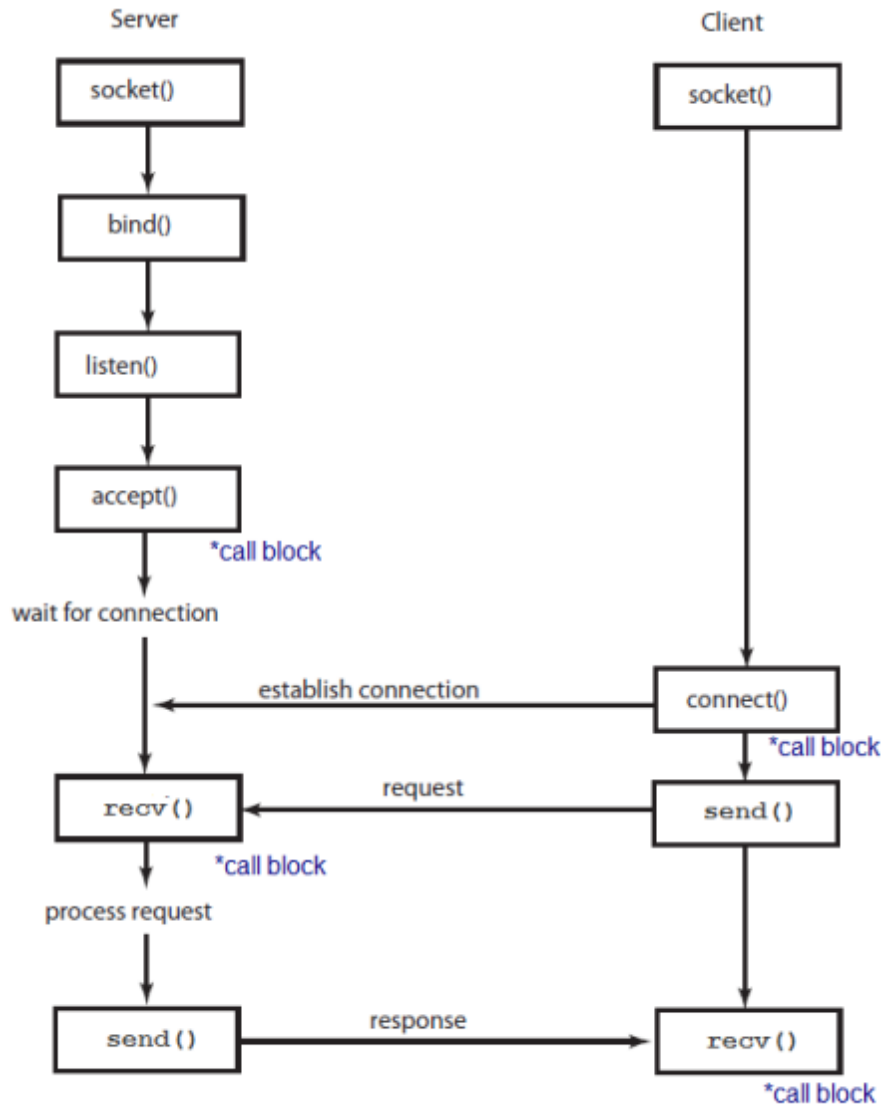 Server
Client
socket()
socket()
bind()
listen()
accept()
*call block
wait for connection
establish connection
connect()
*call block
recv()
request
send()
*call block
process request
send()
response
recv()
*call block